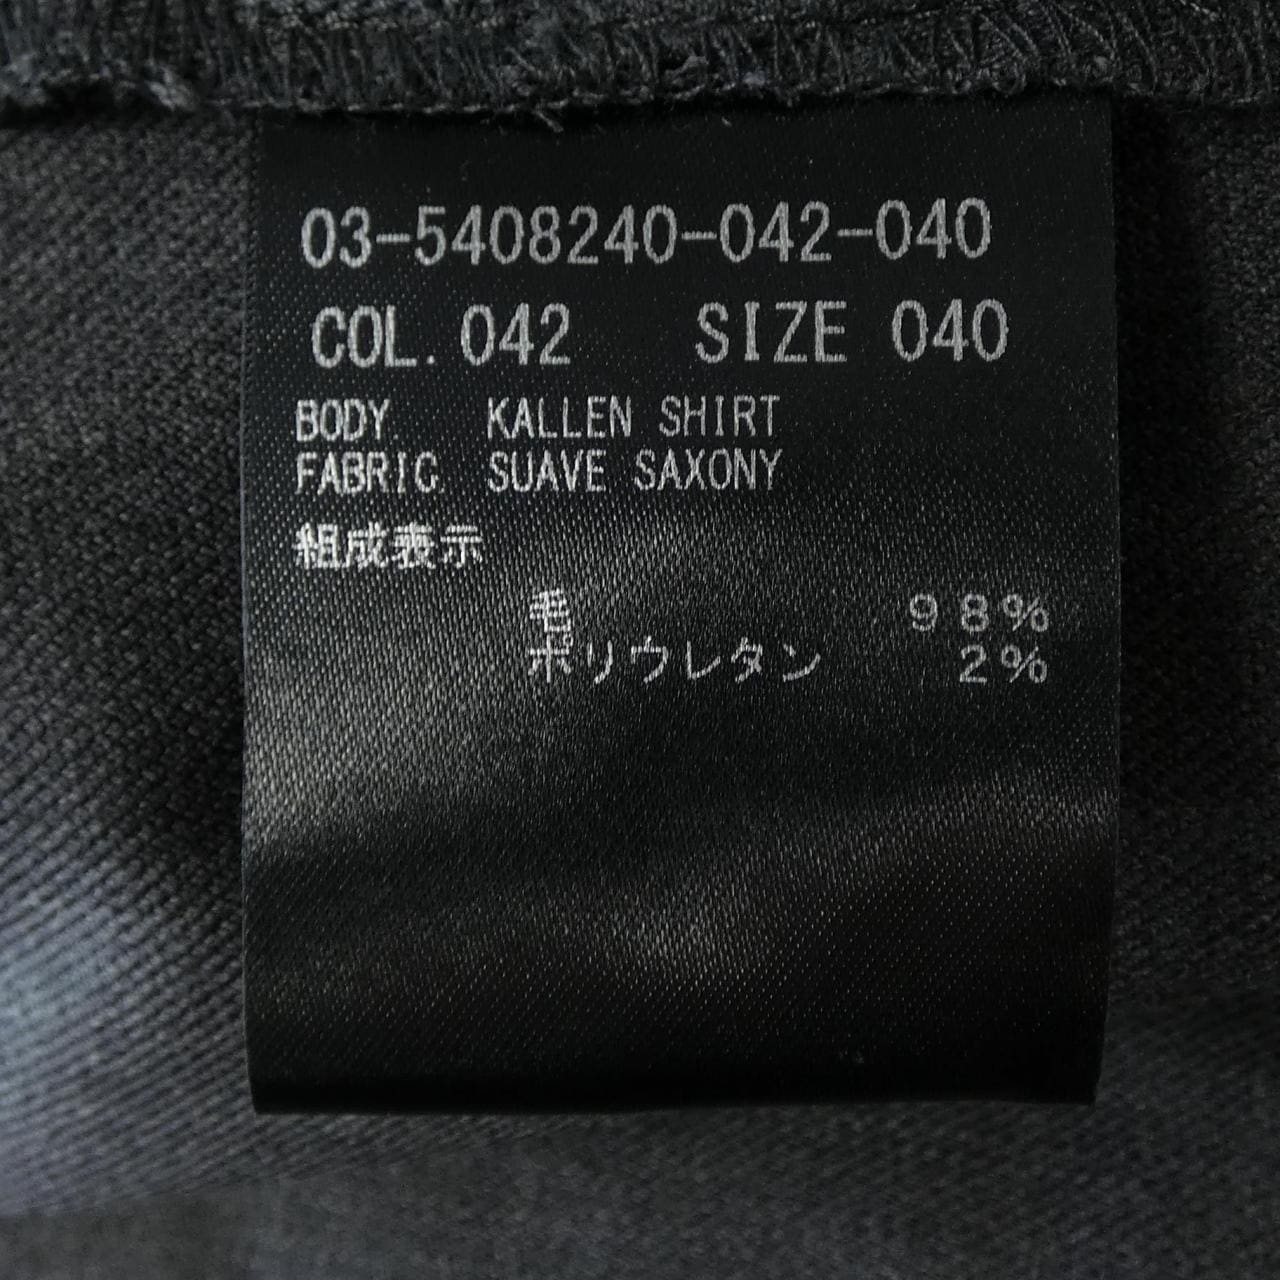 03-5408240-042-040
COL. 042 SIZE 040
BODY KALLEN SHIRT
FABRIC SUAVE SAXONY
組成表示
毛 98%
ポリウレタン 2%